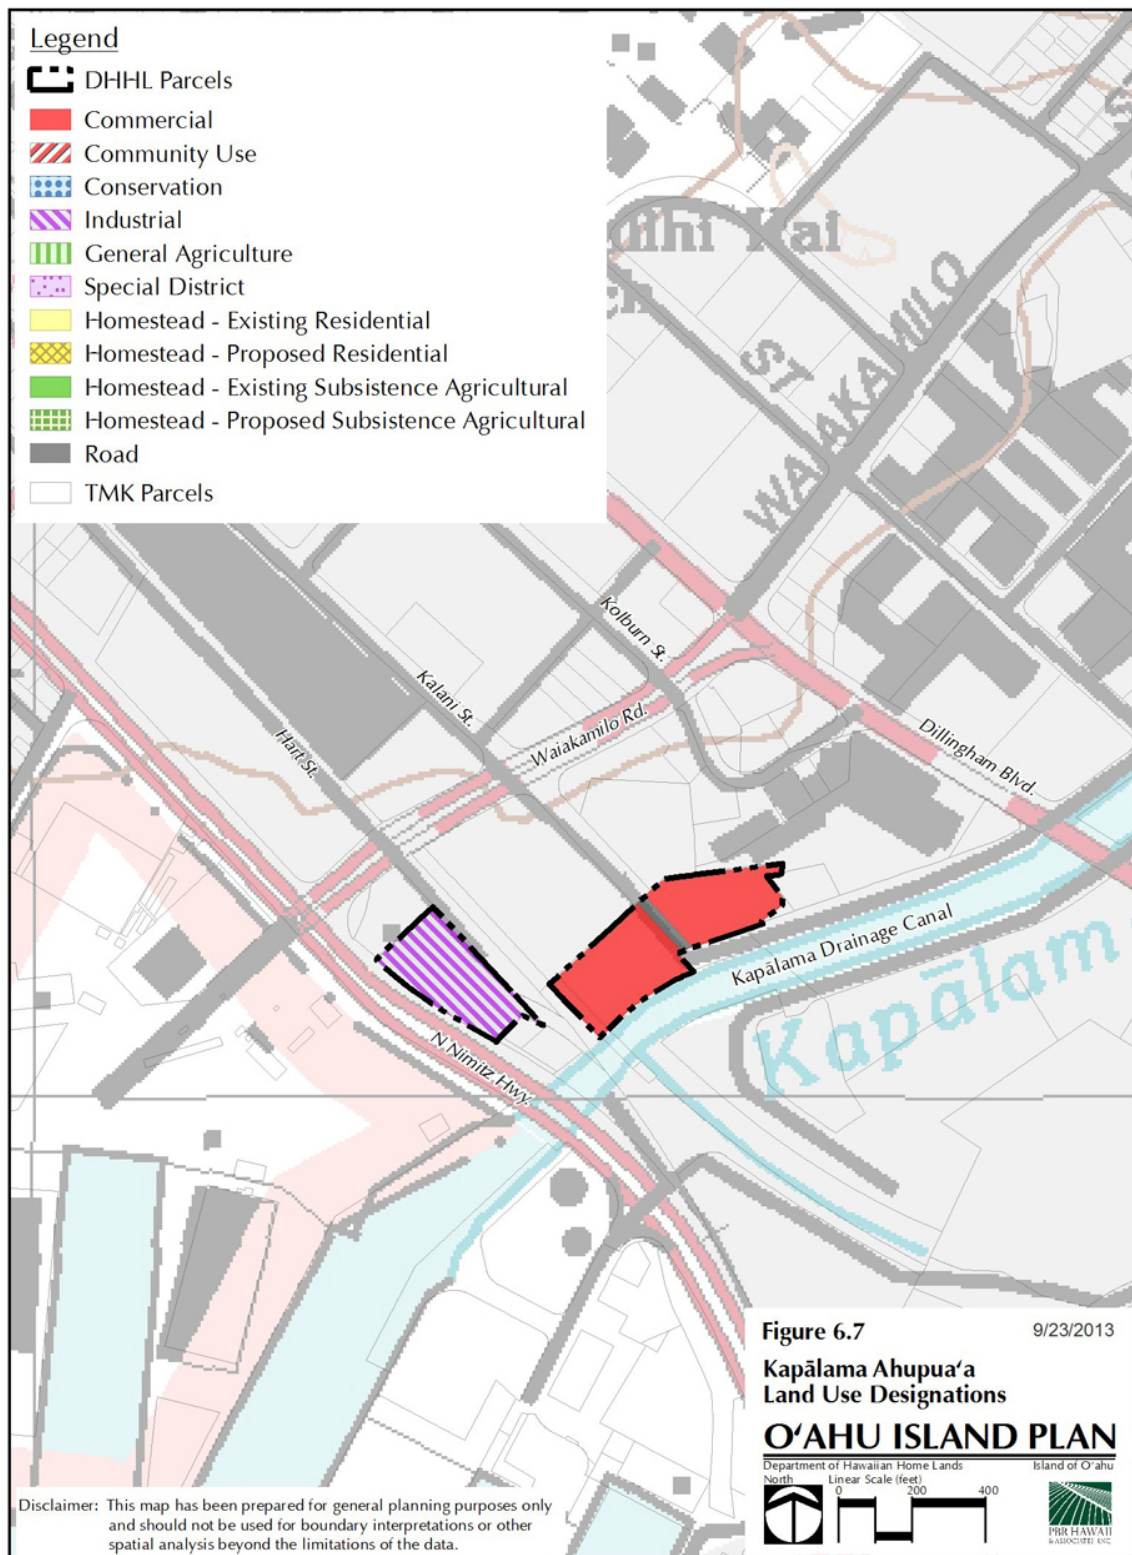 Legend
DHHL Parcels
Commercial
Community Use
Conservation
Industrial
General Agriculture
Special District
Homestead - Existing Residential
Homestead - Proposed Residential
Homestead - Existing Subsistence Agricultural
Homestead - Proposed Subsistence Agricultural
Road
TMK Parcels
Kai
WAIAKAMILO
ST
Kolburn St.
Kalani St.
Waiakamilo Rd.
Hart St.
Dillingham Blvd.
Kapālama Drainage Canal
Kapālam
N Nimitz Hwy.
Figure 6.7
9/23/2013
Kapālama Ahupuaʻa
Land Use Designations
OʻAHU ISLAND PLAN
Department of Hawaiian Home Lands
Island of Oʻahu
North
Linear Scale (feet)
0 200 400
PBR HAWAII
& ASSOCIATES, INC.
Disclaimer: This map has been prepared for general planning purposes only
and should not be used for boundary interpretations or other
spatial analysis beyond the limitations of the data.